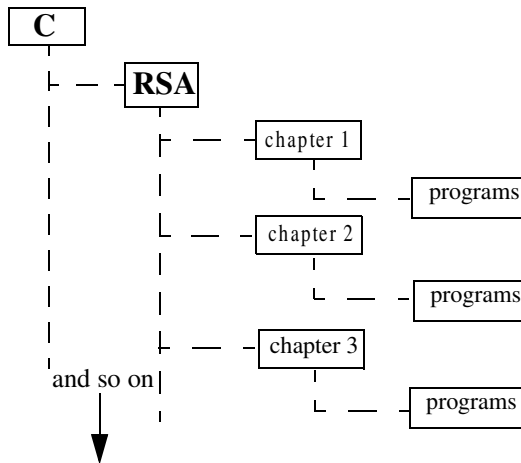 C
RSA
chapter 1
programs
chapter 2
programs
chapter 3
and so on
programs